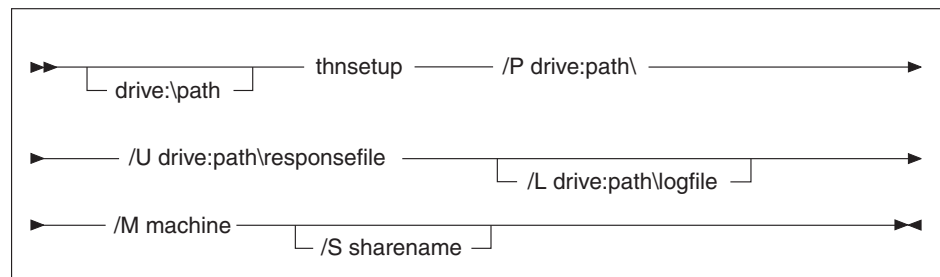 thnsetup /P drive:path\
drive:\path
/U drive:path\responsefile
/L drive:path\logfile
/M machine
/S sharename